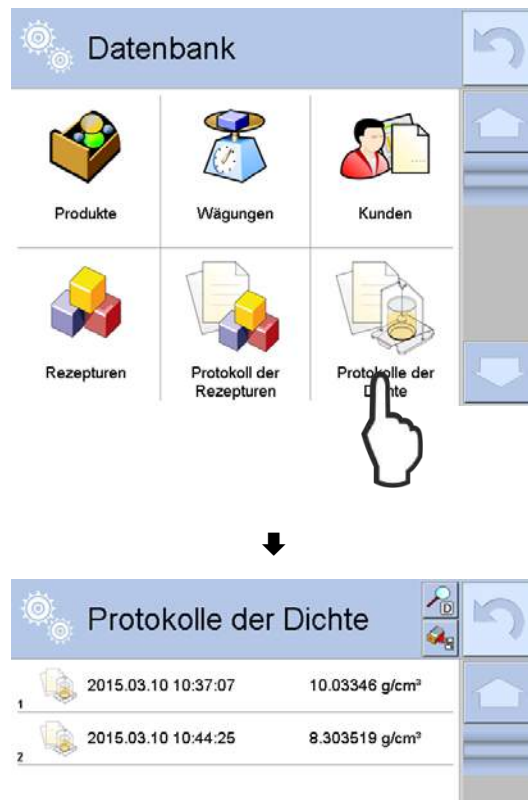 Datenbank
Produkte
Wägungen
Kunden
Rezepturen
Protokoll der
Rezepturen
Protokolle der
Dichte
Protokolle der Dichte
D
1 2015.03.10 10:37:07 10.03346 g/cm³
2 2015.03.10 10:44:25 8.303519 g/cm³